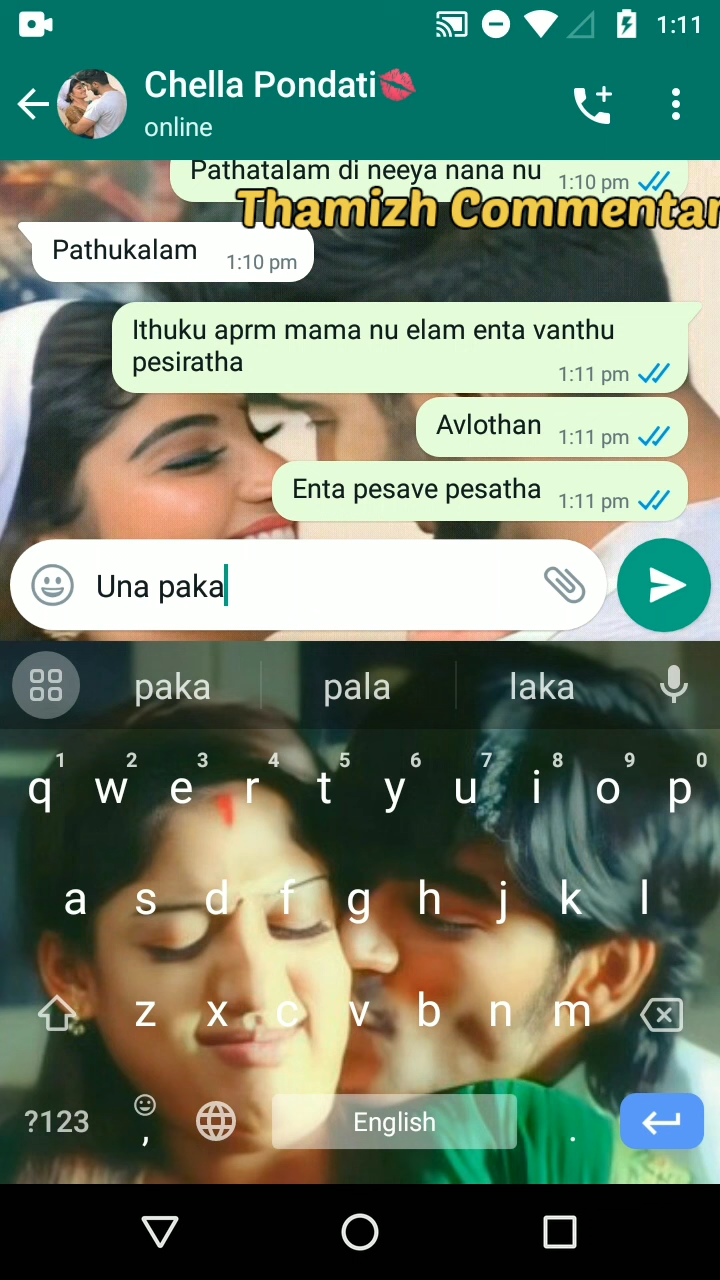 1:11
Chella Pondati💋
online
Pathatalam di neeya nana nu 1:10 pm
Thamizh Commentar
Pathukalam 1:10 pm
Ithuku aprm mama nu elam enta vanthu
pesiratha 1:11 pm
Avlothan 1:11 pm
Enta pesave pesatha 1:11 pm
Una paka
paka pala laka
1 2 3 4 5 6 7 8 9 0
q w e r t y u i o p
a s d f g h j k l
z x c v b n m
?123 , English .